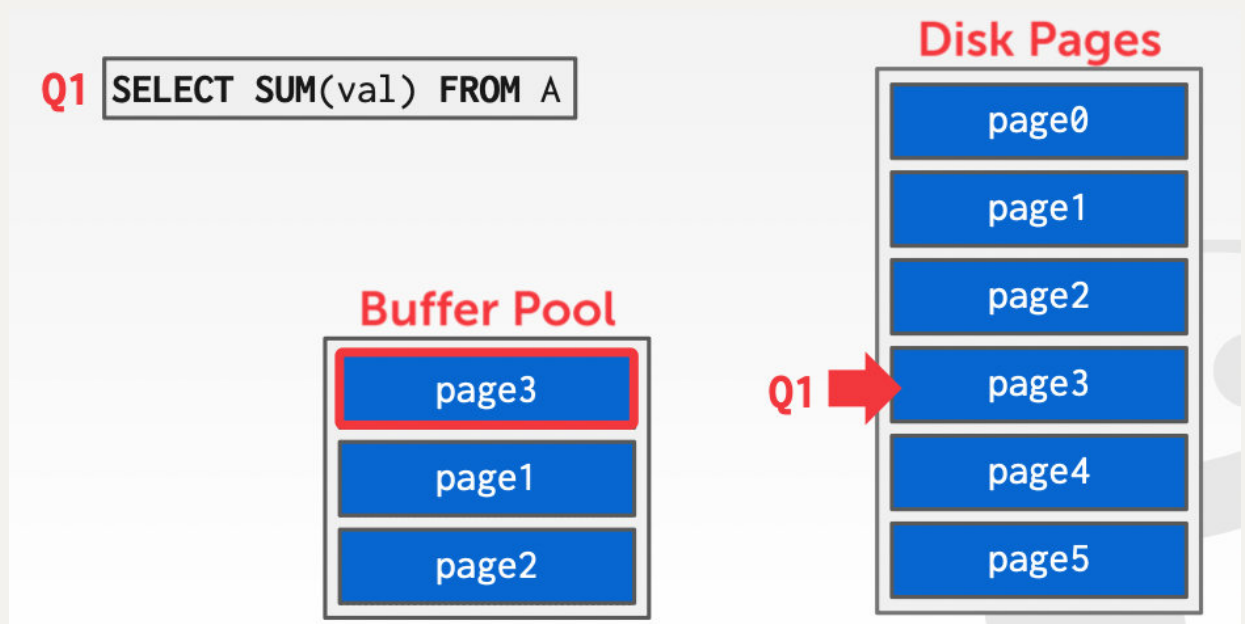 Q1 SELECT SUM(val) FROM A
Disk Pages
page0
page1
page2
page3
page4
page5
Q1
Buffer Pool
page3
page1
page2